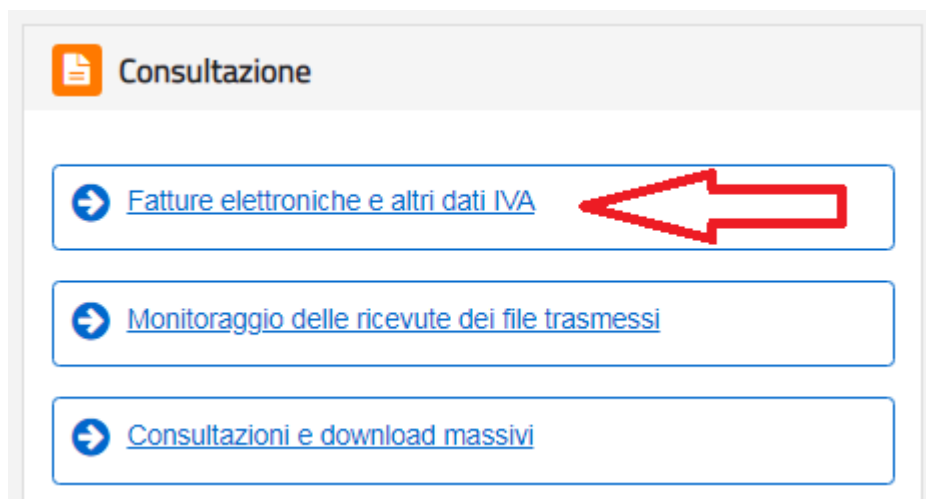 Consultazione
Fatture elettroniche e altri dati IVA
Monitoraggio delle ricevute dei file trasmessi
Consultazioni e download massivi